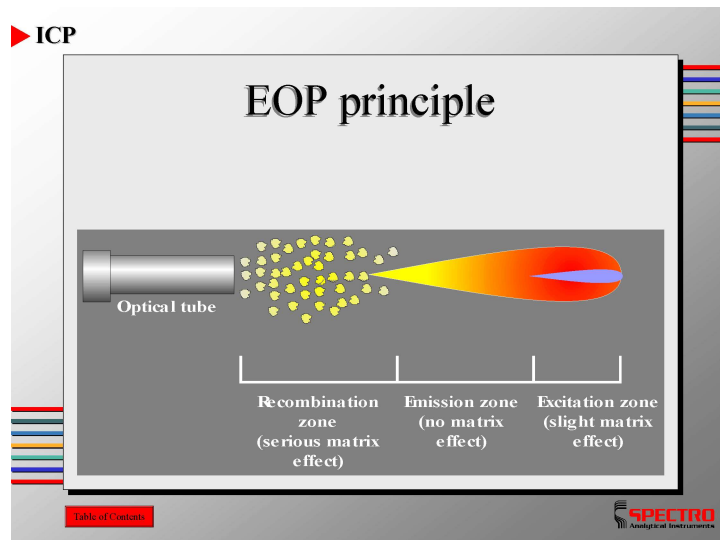 ICP
EOP principle
Optical tube
Recombination
zone
(serious matrix
effect)
Emission zone
(no matrix
effect)
Excitation zone
(slight matrix
effect)
Table of Contents
SPECTRO
Analytical Instruments